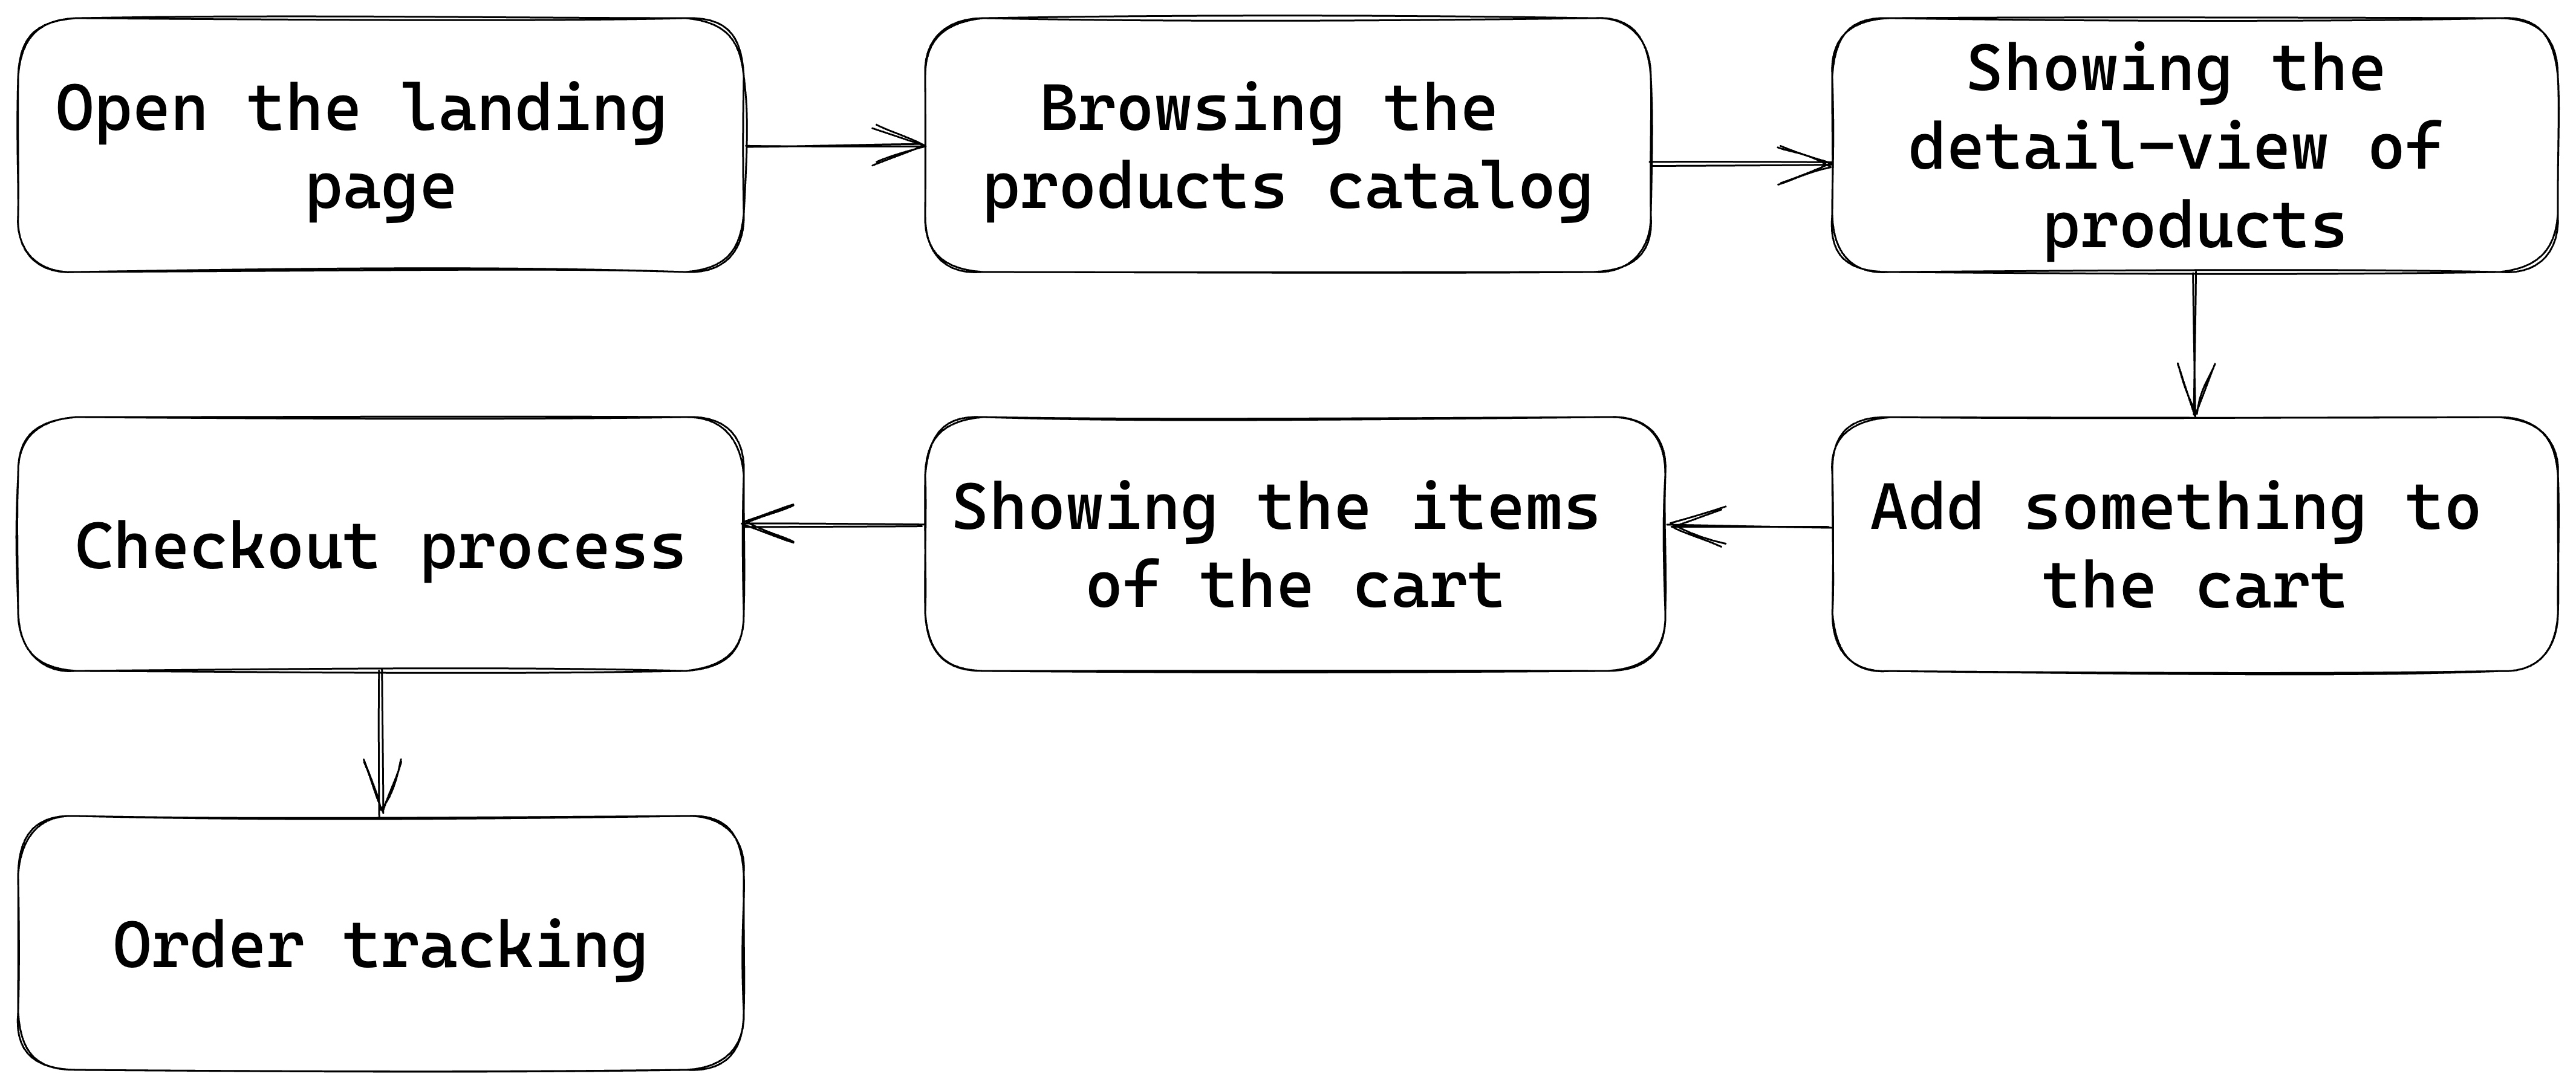 Open the landing
page
Browsing the
products catalog
Showing the
detail-view of
products
Add something to
the cart
Showing the items
of the cart
Checkout process
Order tracking